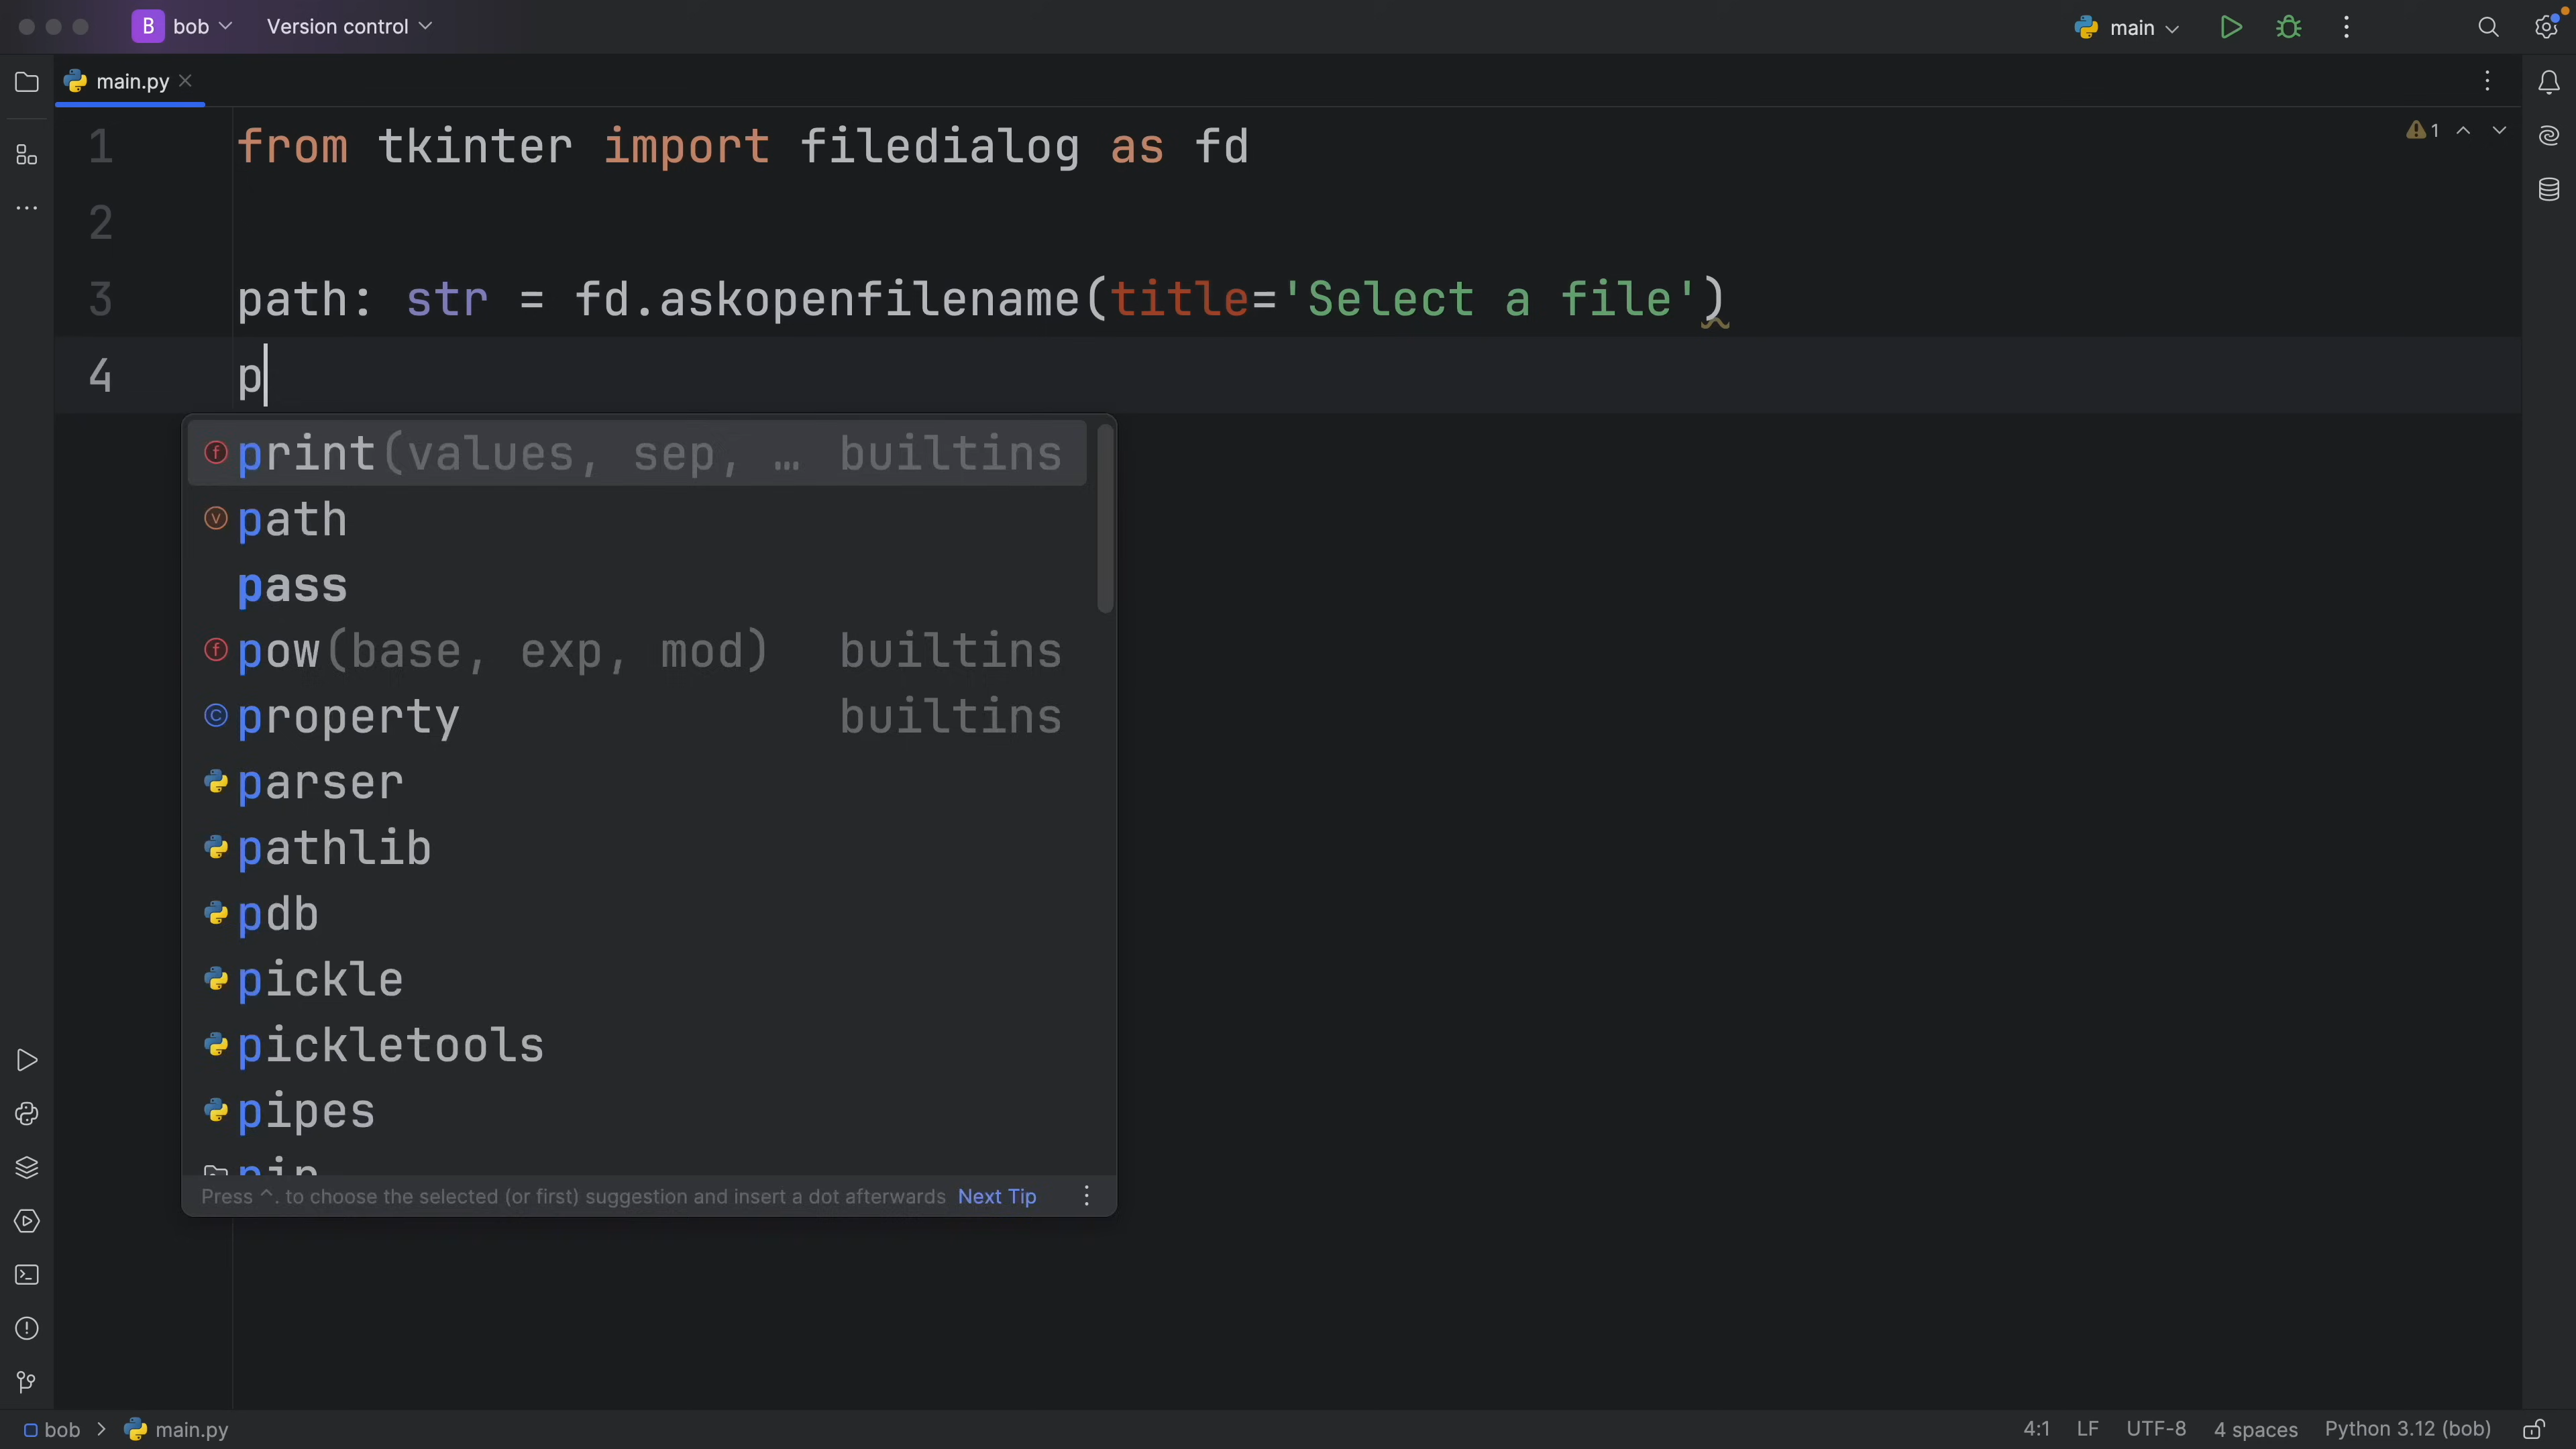 B bob Version control main
main.py
1 from tkinter import filedialog as fd 1
2
3 path: str = fd.askopenfilename(title='Select a file')
4 p
print(values, sep, … builtins
path
pass
pow(base, exp, mod) builtins
property builtins
parser
pathlib
pdb
pickle
pickletools
pipes
pip
Press ^. to choose the selected (or first) suggestion and insert a dot afterwards Next Tip
bob > main.py 4:1 LF UTF-8 4 spaces Python 3.12 (bob)